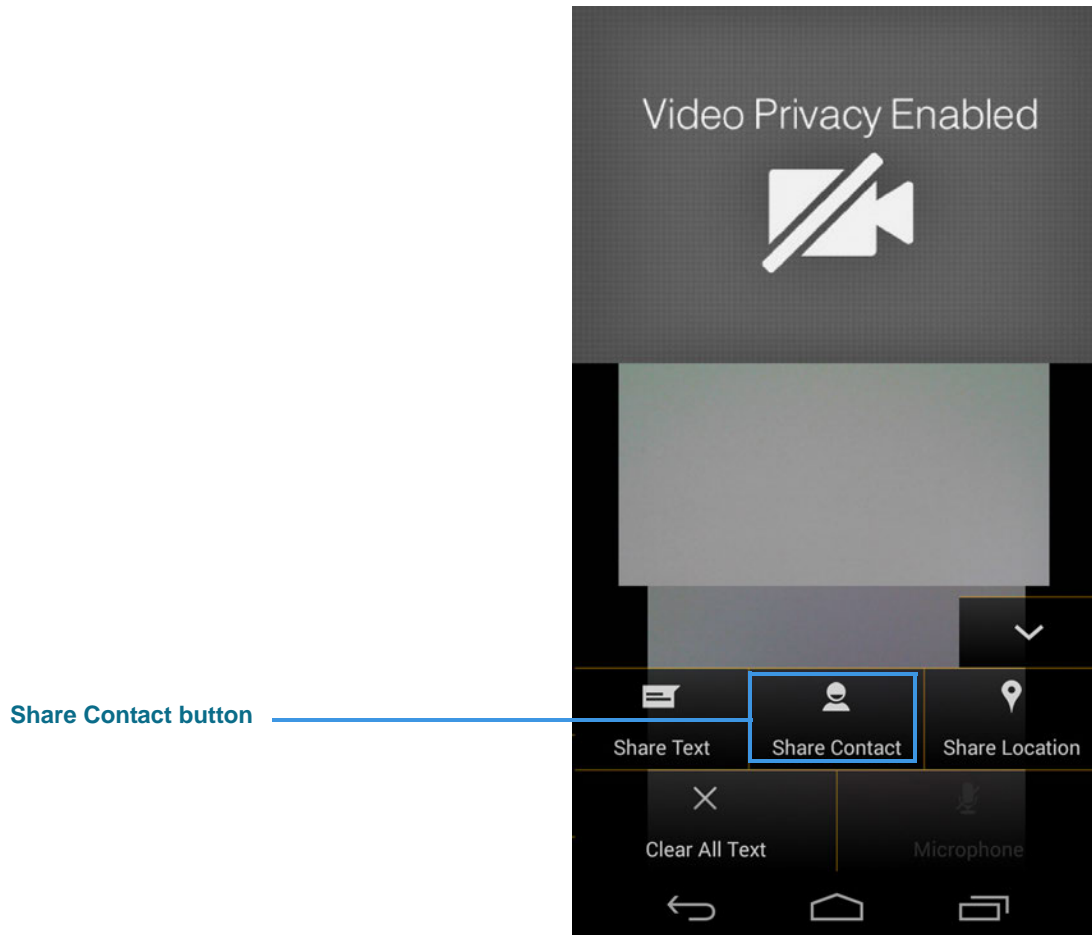 Video Privacy Enabled
Share Contact button
Share Text
Share Contact
Share Location
Clear All Text
Microphone